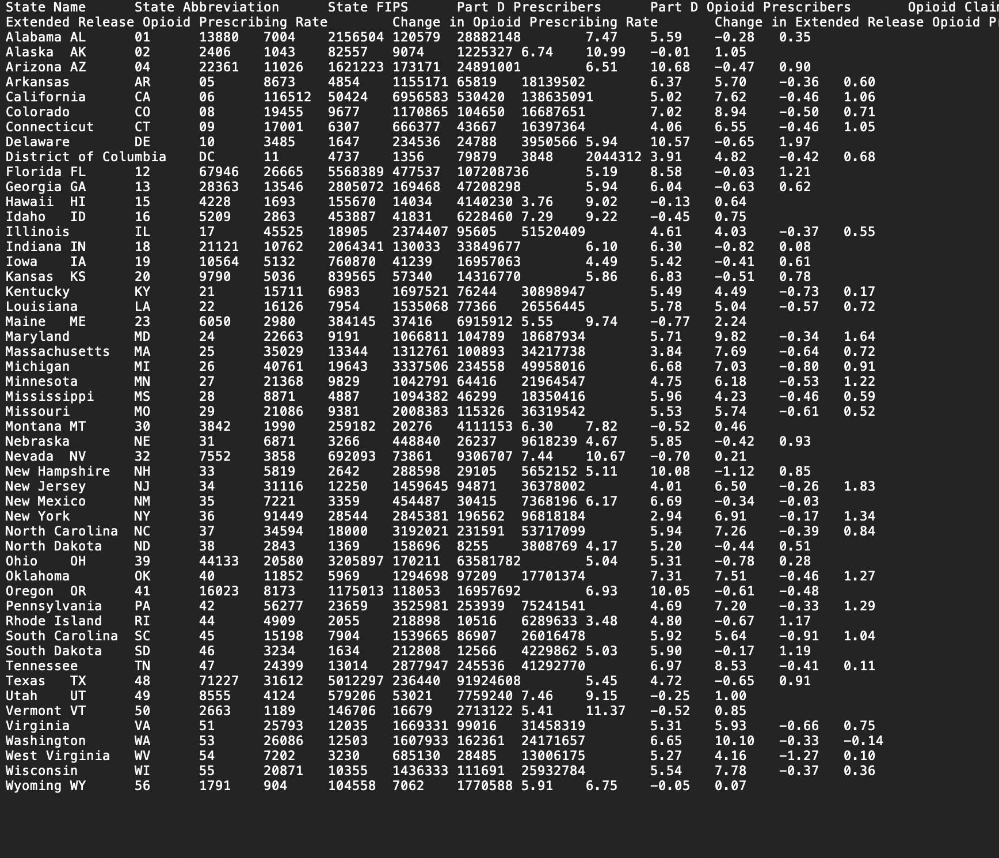 State Name State Abbreviation State FIPS Part D Prescribers Part D Opioid Prescribers Opioid
Extended Release Opioid Prescribing Rate Change in Opioid Prescribing Rate Change in Extended Release Opioid
Alabama AL 01 13880 7004 2156504 120579 28882148 7.47 5.59 -0.28 0.35
Alaska AK 02 2406 1043 82557 9074 1225327 6.74 10.99 -0.01 1.05
Arizona AZ 04 22361 11026 1621223 173171 24891001 6.51 10.68 -0.47 0.90
Arkansas AR 05 8673 4854 1155171 65819 18139502 6.37 5.70 -0.36 0.60
California CA 06 116512 50424 6956583 530420 138635091 5.02 7.62 -0.46 1.06
Colorado CO 08 19455 9677 1170865 104650 16687651 7.02 8.94 -0.50 0.71
Connecticut CT 09 17001 6307 666377 43667 16397364 4.06 6.55 -0.46 1.05
Delaware DE 10 3485 1647 234536 24788 3950566 5.94 10.57 -0.65 1.97
District of Columbia DC 11 4737 1356 79879 3848 2044312 3.91 4.82 -0.42 0.68
Florida FL 12 67946 26665 5568389 477537 107208736 5.19 8.58 -0.03 1.21
Georgia GA 13 28363 13546 2805072 169468 47208298 5.94 6.04 -0.63 0.62
Hawaii HI 15 4228 1693 155670 14034 4140230 3.76 9.02 -0.13 0.64
Idaho ID 16 5209 2863 453887 41831 6228460 7.29 9.22 -0.45 0.75
Illinois IL 17 45525 18905 2374407 95605 51520409 4.61 4.03 -0.37 0.55
Indiana IN 18 21121 10762 2064341 130033 33849677 6.10 6.30 -0.82 0.08
Iowa IA 19 10564 5132 760870 41239 16957063 4.49 5.42 -0.41 0.61
Kansas KS 20 9790 5036 839565 57340 14316770 5.86 6.83 -0.51 0.78
Kentucky KY 21 15711 6983 1697521 76244 30898947 5.49 4.49 -0.73 0.17
Louisiana LA 22 16126 7954 1535068 77366 26556445 5.78 5.04 -0.57 0.72
Maine ME 23 6050 2980 384145 37416 6915912 5.55 9.74 -0.77 2.24
Maryland MD 24 22663 9191 1066811 104789 18687934 5.71 9.82 -0.34 1.64
Massachusetts MA 25 35029 13344 1312761 100893 34217738 3.84 7.69 -0.64 0.72
Michigan MI 26 40761 19643 3337506 234558 49958016 6.68 7.03 -0.80 0.91
Minnesota MN 27 21368 9829 1042791 64416 21964547 4.75 6.18 -0.53 1.22
Mississippi MS 28 8871 4887 1094382 46299 18350416 5.96 4.23 -0.46 0.59
Missouri MO 29 21086 9381 2008383 115326 36319542 5.53 5.74 -0.61 0.52
Montana MT 30 3842 1990 259182 20276 4111153 6.30 7.82 -0.52 0.46
Nebraska NE 31 6871 3266 448840 26237 9618239 4.67 5.85 -0.42 0.93
Nevada NV 32 7552 3858 692093 73861 9306707 7.44 10.67 -0.70 0.21
New Hampshire NH 33 5819 2642 288598 29105 5652152 5.11 10.08 -1.12 0.85
New Jersey NJ 34 31116 12250 1459645 94871 36378002 4.01 6.50 -0.26 1.83
New Mexico NM 35 7221 3359 454487 30415 7368196 6.17 6.69 -0.34 -0.03
New York NY 36 91449 28544 2845381 196562 96818184 2.94 6.91 -0.17 1.34
North Carolina NC 37 34594 18000 3192021 231591 53717099 5.94 7.26 -0.39 0.84
North Dakota ND 38 2843 1369 158696 8255 3808769 4.17 5.20 -0.44 0.51
Ohio OH 39 44133 20580 3205897 170211 63581782 5.04 5.31 -0.78 0.28
Oklahoma OK 40 11852 5969 1294698 97209 17701374 7.31 7.51 -0.46 1.27
Oregon OR 41 16023 8173 1175013 118053 16957692 6.93 10.05 -0.61 -0.48
Pennsylvania PA 42 56277 23659 3525981 253939 75241541 4.69 7.20 -0.33 1.29
Rhode Island RI 44 4909 2055 218898 10516 6289633 3.48 4.80 -0.67 1.17
South Carolina SC 45 15198 7904 1539665 86907 26016478 5.92 5.64 -0.91 1.04
South Dakota SD 46 3234 1634 212808 12566 4229862 5.03 5.90 -0.17 1.19
Tennessee TN 47 24399 13014 2877947 245536 41292770 6.97 8.53 -0.41 0.11
Texas TX 48 71227 31612 5012297 236440 91924608 5.45 4.72 -0.65 0.91
Utah UT 49 8555 4124 579206 53021 7759240 7.46 9.15 -0.25 1.00
Vermont VT 50 2663 1189 146706 16679 2713122 5.41 11.37 -0.52 0.85
Virginia VA 51 25793 12035 1669331 99016 31458319 5.31 5.93 -0.66 0.75
Washington WA 53 26086 12503 1607933 162361 24171657 6.65 10.10 -0.33 -0.14
West Virginia WV 54 7202 3230 685130 28485 13006175 5.27 4.16 -1.27 0.10
Wisconsin WI 55 20871 10355 1436333 111691 25932784 5.54 7.78 -0.37 0.36
Wyoming WY 56 1791 904 104558 7062 1770588 5.91 6.75 -0.05 0.07